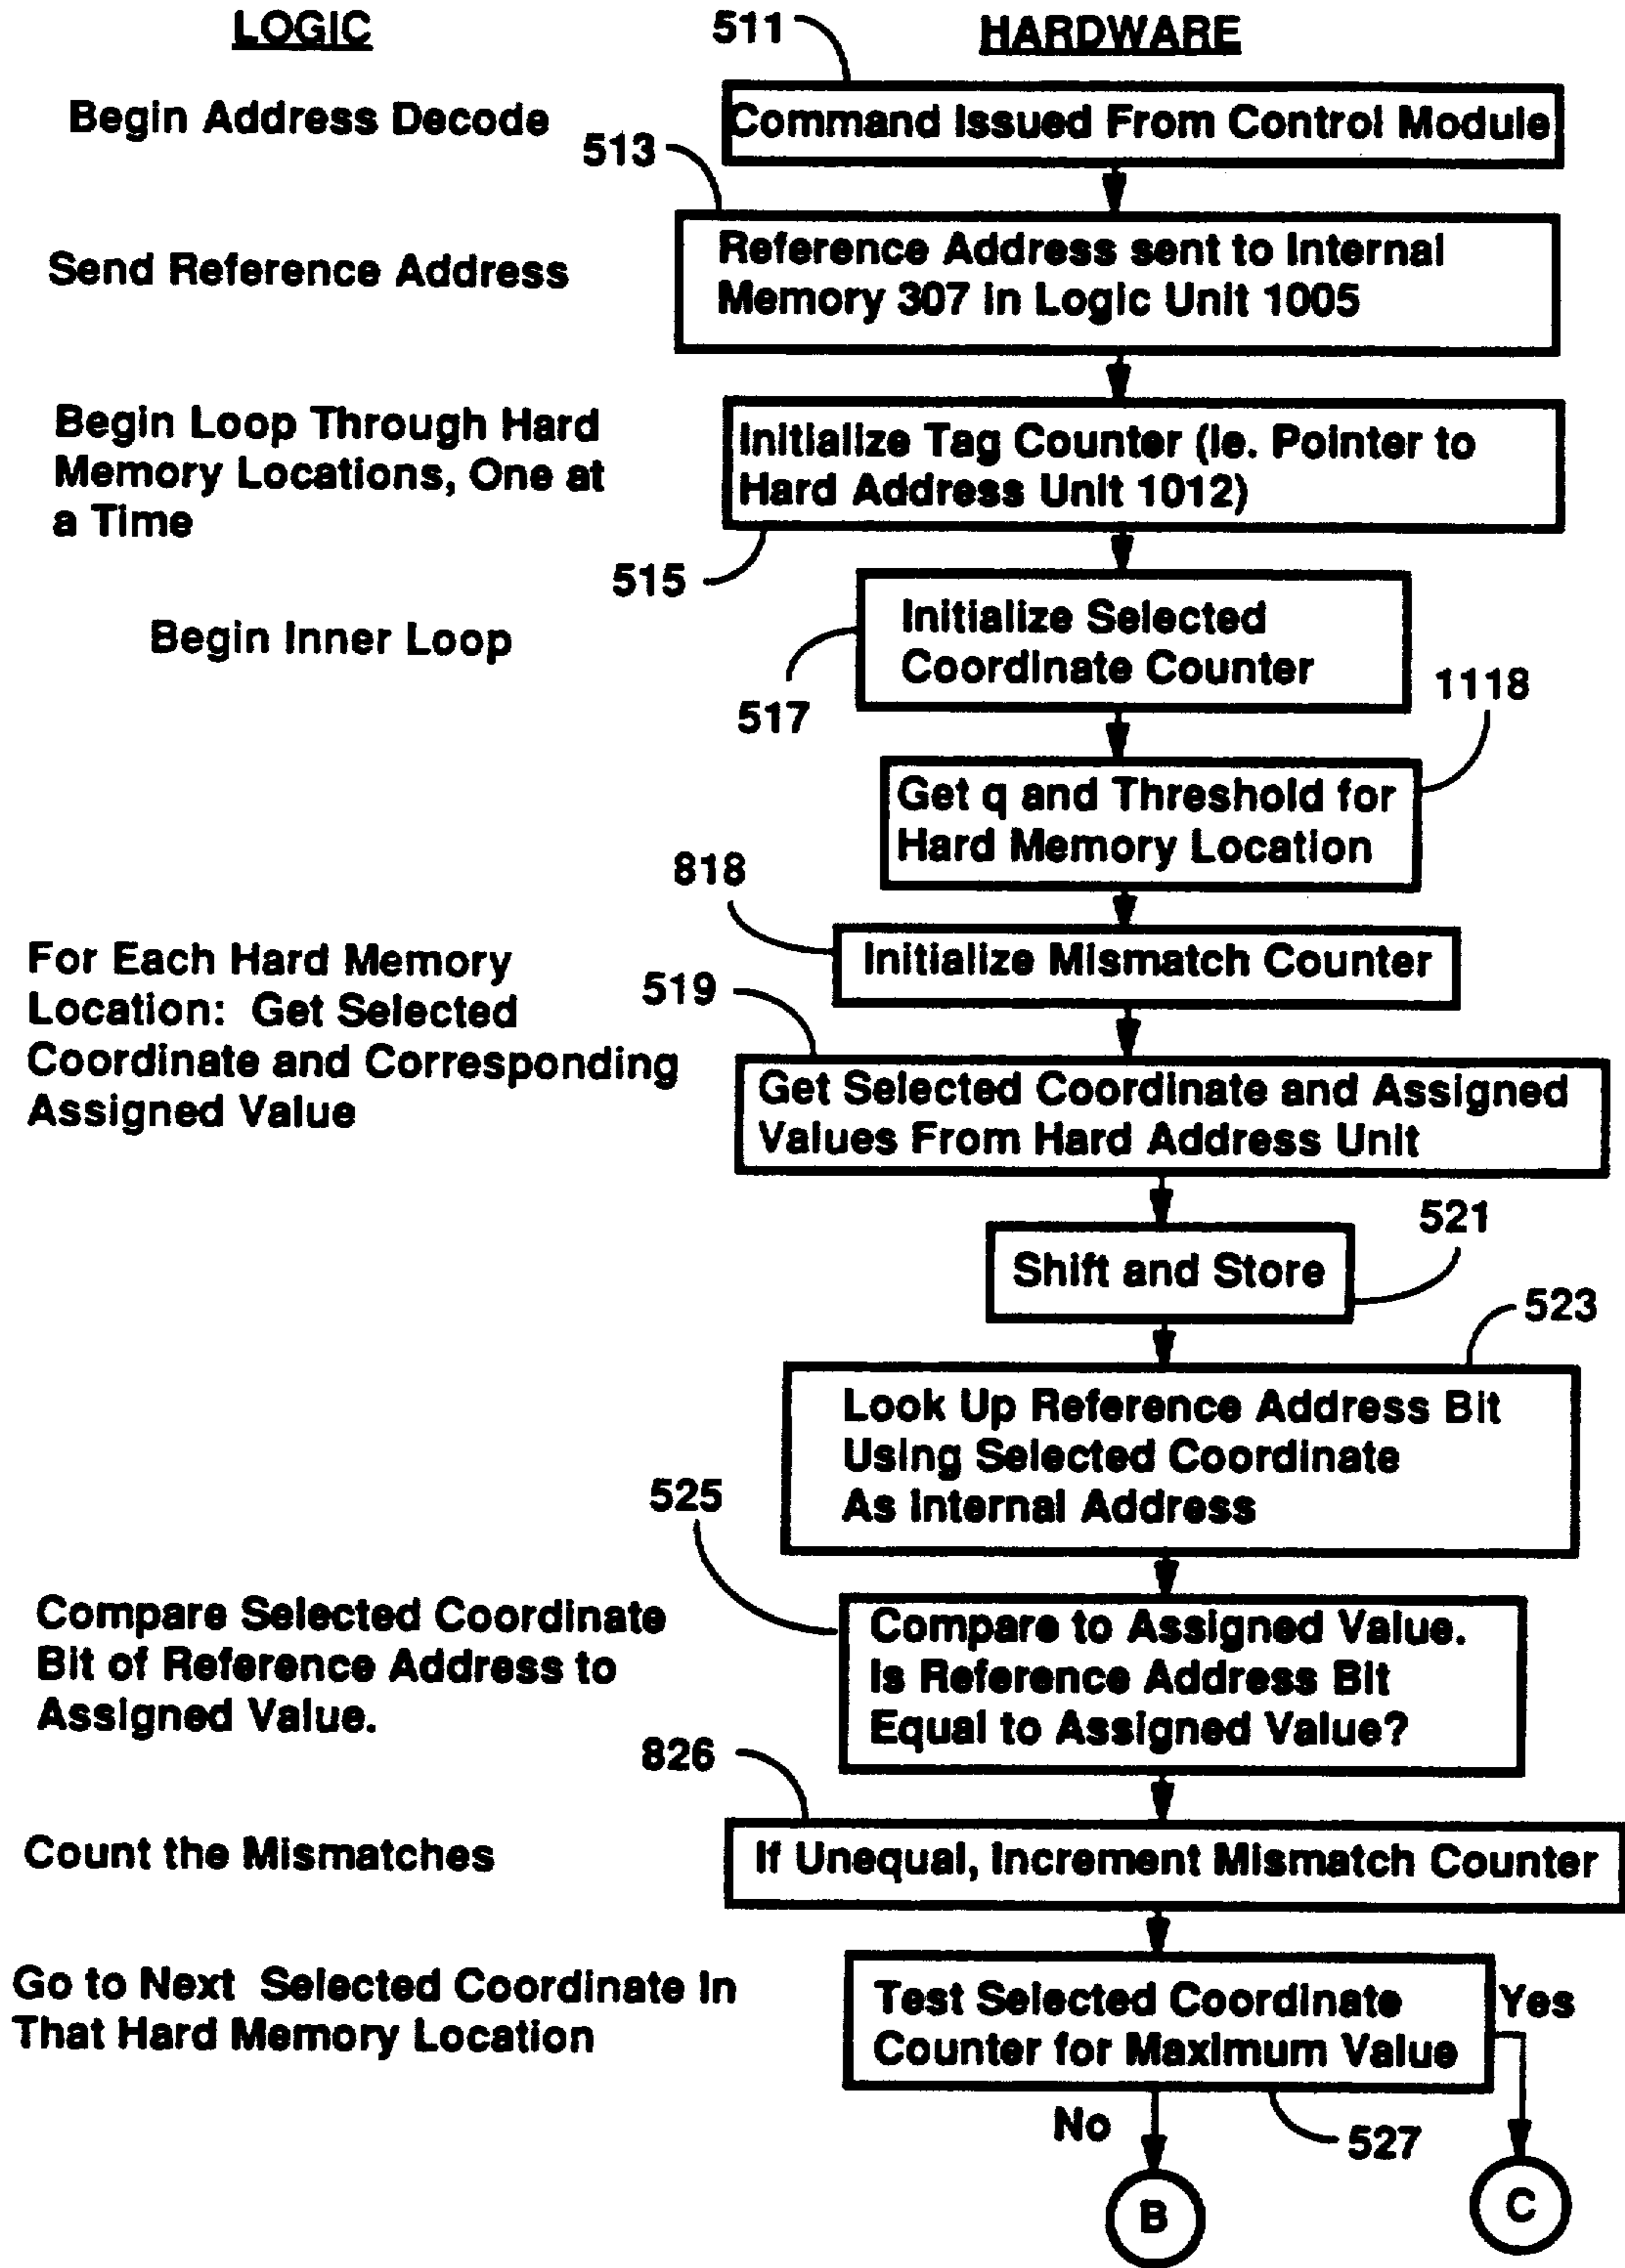 LOGIC
511
HARDWARE
Begin Address Decode
Command Issued From Control Module
513
Send Reference Address
Reference Address sent to Internal
Memory 307 in Logic Unit 1005
Begin Loop Through Hard
Memory Locations, One at
a Time
Initialize Tag Counter (ie. Pointer to
Hard Address Unit 1012)
515
Begin Inner Loop
Initialize Selected
Coordinate Counter
517
1118
Get q and Threshold for
Hard Memory Location
818
Initialize Mismatch Counter
For Each Hard Memory
Location: Get Selected
Coordinate and Corresponding
Assigned Value
519
Get Selected Coordinate and Assigned
Values From Hard Address Unit
521
Shift and Store
523
Look Up Reference Address Bit
Using Selected Coordinate
As Internal Address
525
Compare Selected Coordinate
Bit of Reference Address to
Assigned Value.
Compare to Assigned Value.
Is Reference Address Bit
Equal to Assigned Value?
826
Count the Mismatches
If Unequal, Increment Mismatch Counter
Go to Next Selected Coordinate In
That Hard Memory Location
Test Selected Coordinate
Counter for Maximum Value
Yes
No
527
B
C